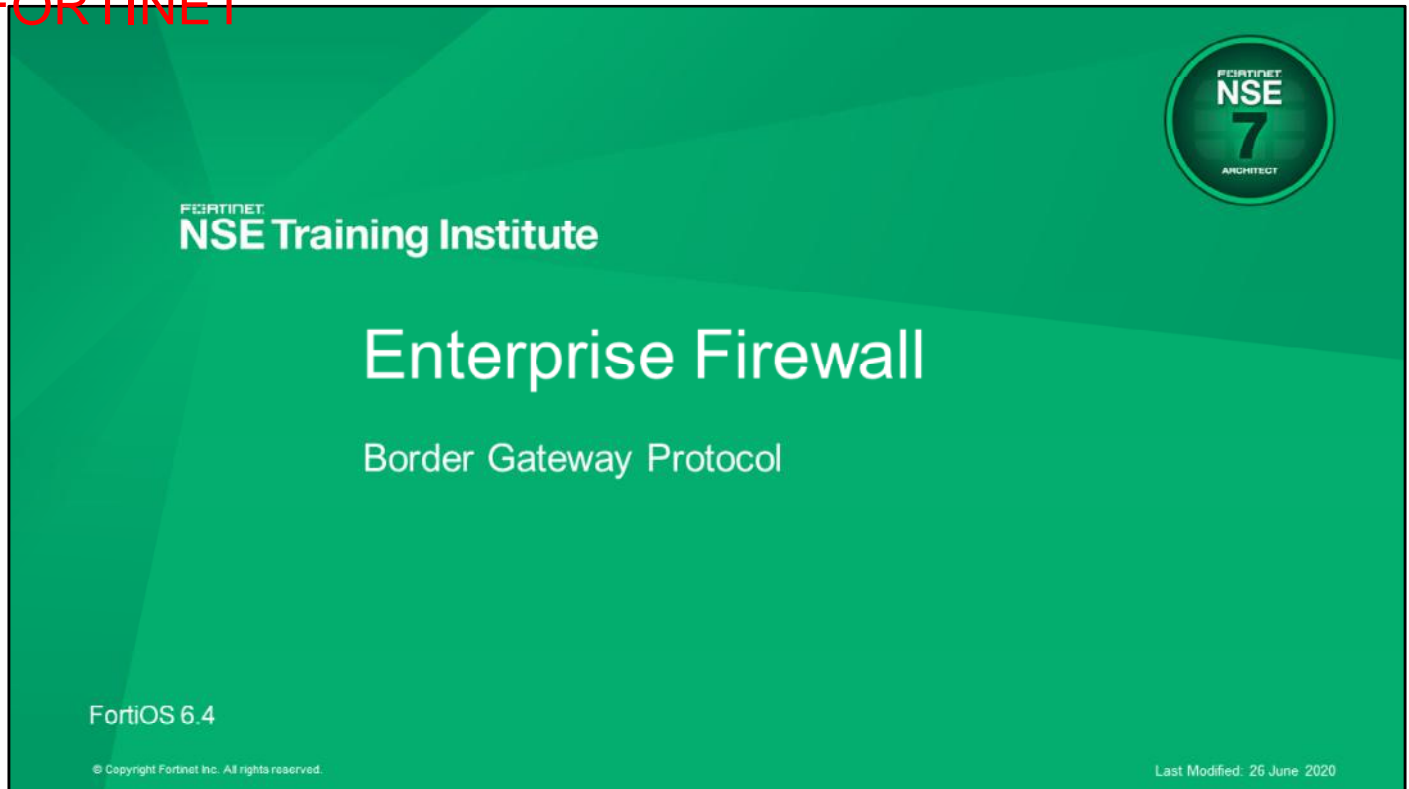 FORTINET
FORTINET
NSE
7
ARCHITECT
FORTINET
NSE Training Institute
Enterprise Firewall
Border Gateway Protocol
FortiOS 6.4
© Copyright Fortinet Inc. All rights reserved.
Last Modified: 26 June 2020